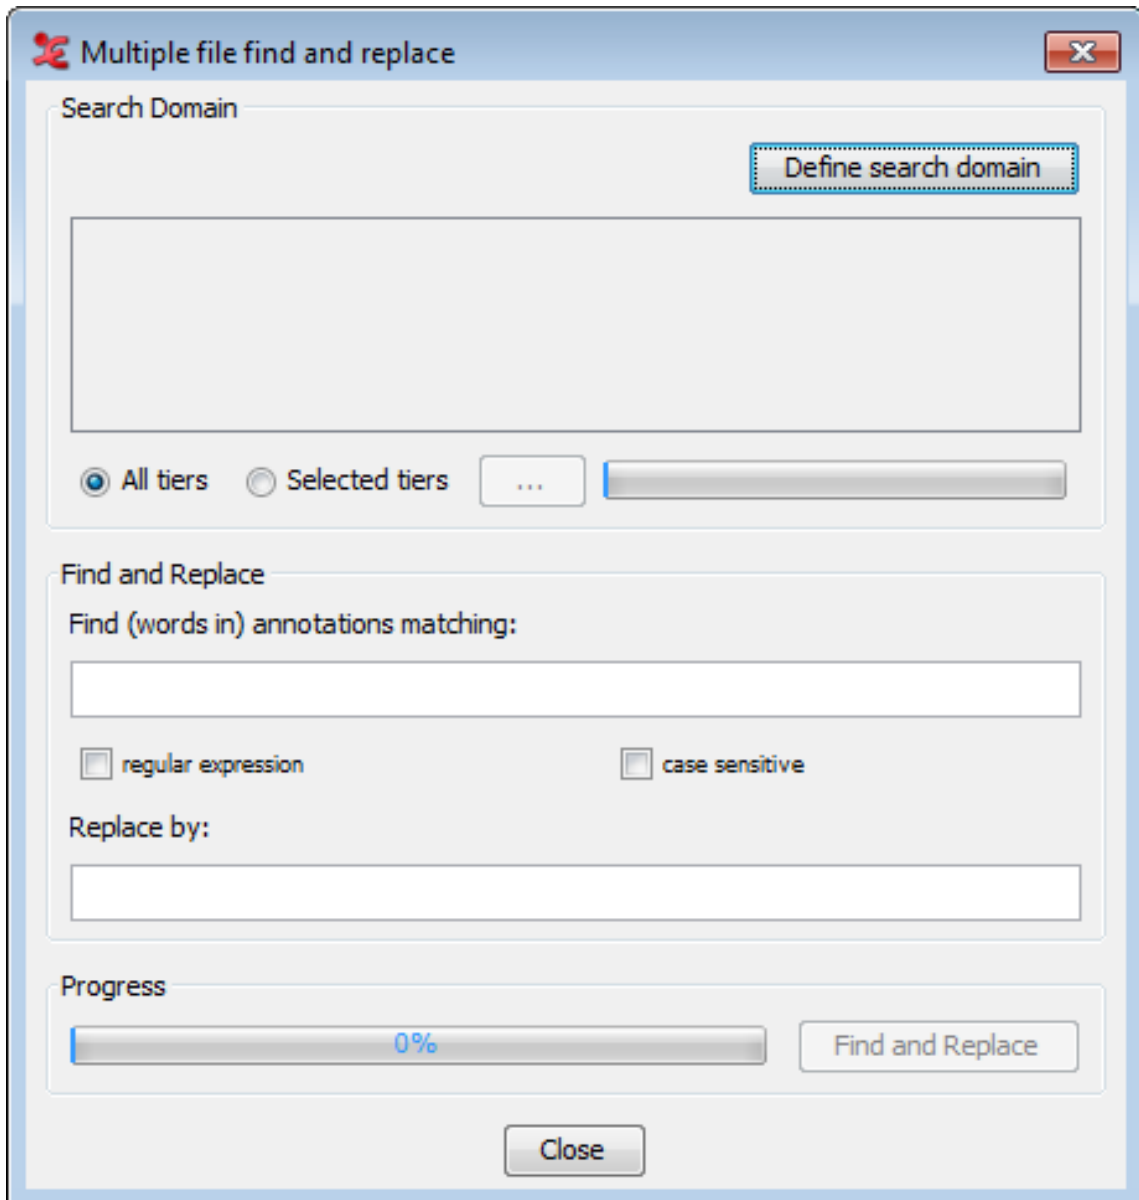 Multiple file find and replace
Search Domain
Define search domain
All tiers Selected tiers ...
Find and Replace
Find (words in) annotations matching:
regular expression case sensitive
Replace by:
Progress
0% Find and Replace
Close